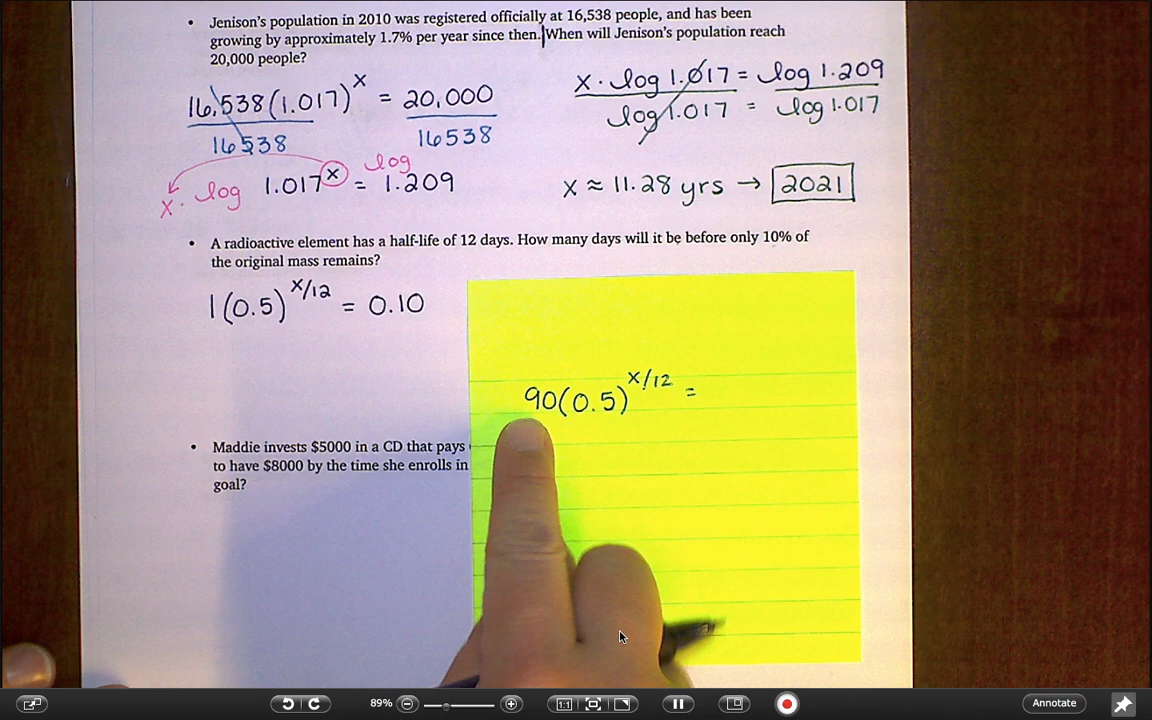 • Jenison's population in 2010 was registered officially at 16,538 people, and has been
growing by approximately 1.7% per year since then. When will Jenison's population reach
20,000 people?
16,538(1.017)^x = 20,000
16538 16538
x · log 1.017^x = log 1.209
x · log 1.017 = log 1.209
log 1.017 = log 1.017
x ≈ 11.28 yrs → 2021
• A radioactive element has a half-life of 12 days. How many days will it be before only 10% of
the original mass remains?
1(0.5)^x/12 = 0.10
90(0.5)^x/12 =
• Maddie invests $5000 in a CD that pays
to have $8000 by the time she enrolls in
goal?
89%
1:1
Annotate